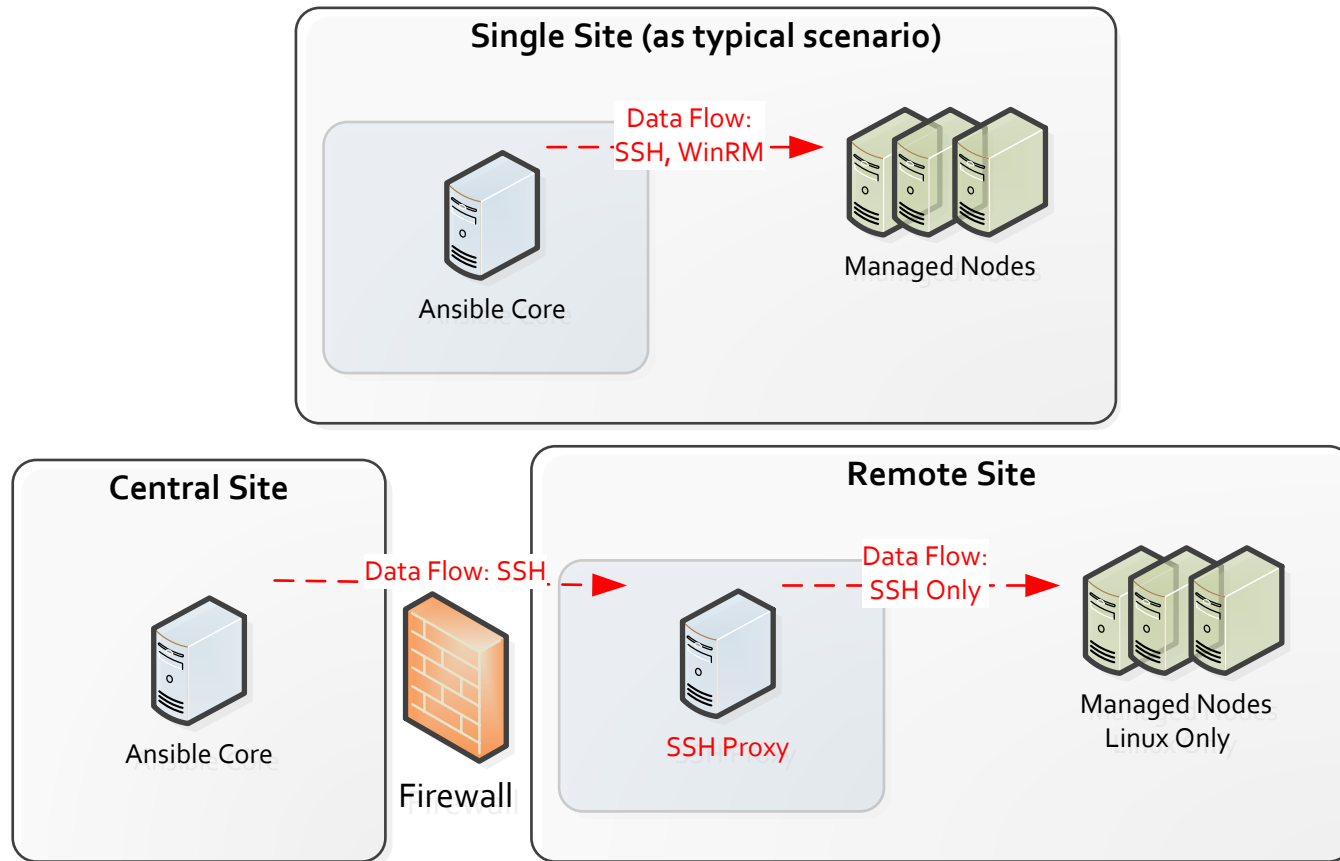 Single Site (as typical scenario)
Data Flow:
SSH, WinRM
Ansible Core
Managed Nodes
Central Site
Data Flow: SSH
Ansible Core
Firewall
Remote Site
Data Flow:
SSH Only
SSH Proxy
Managed Nodes
Linux Only